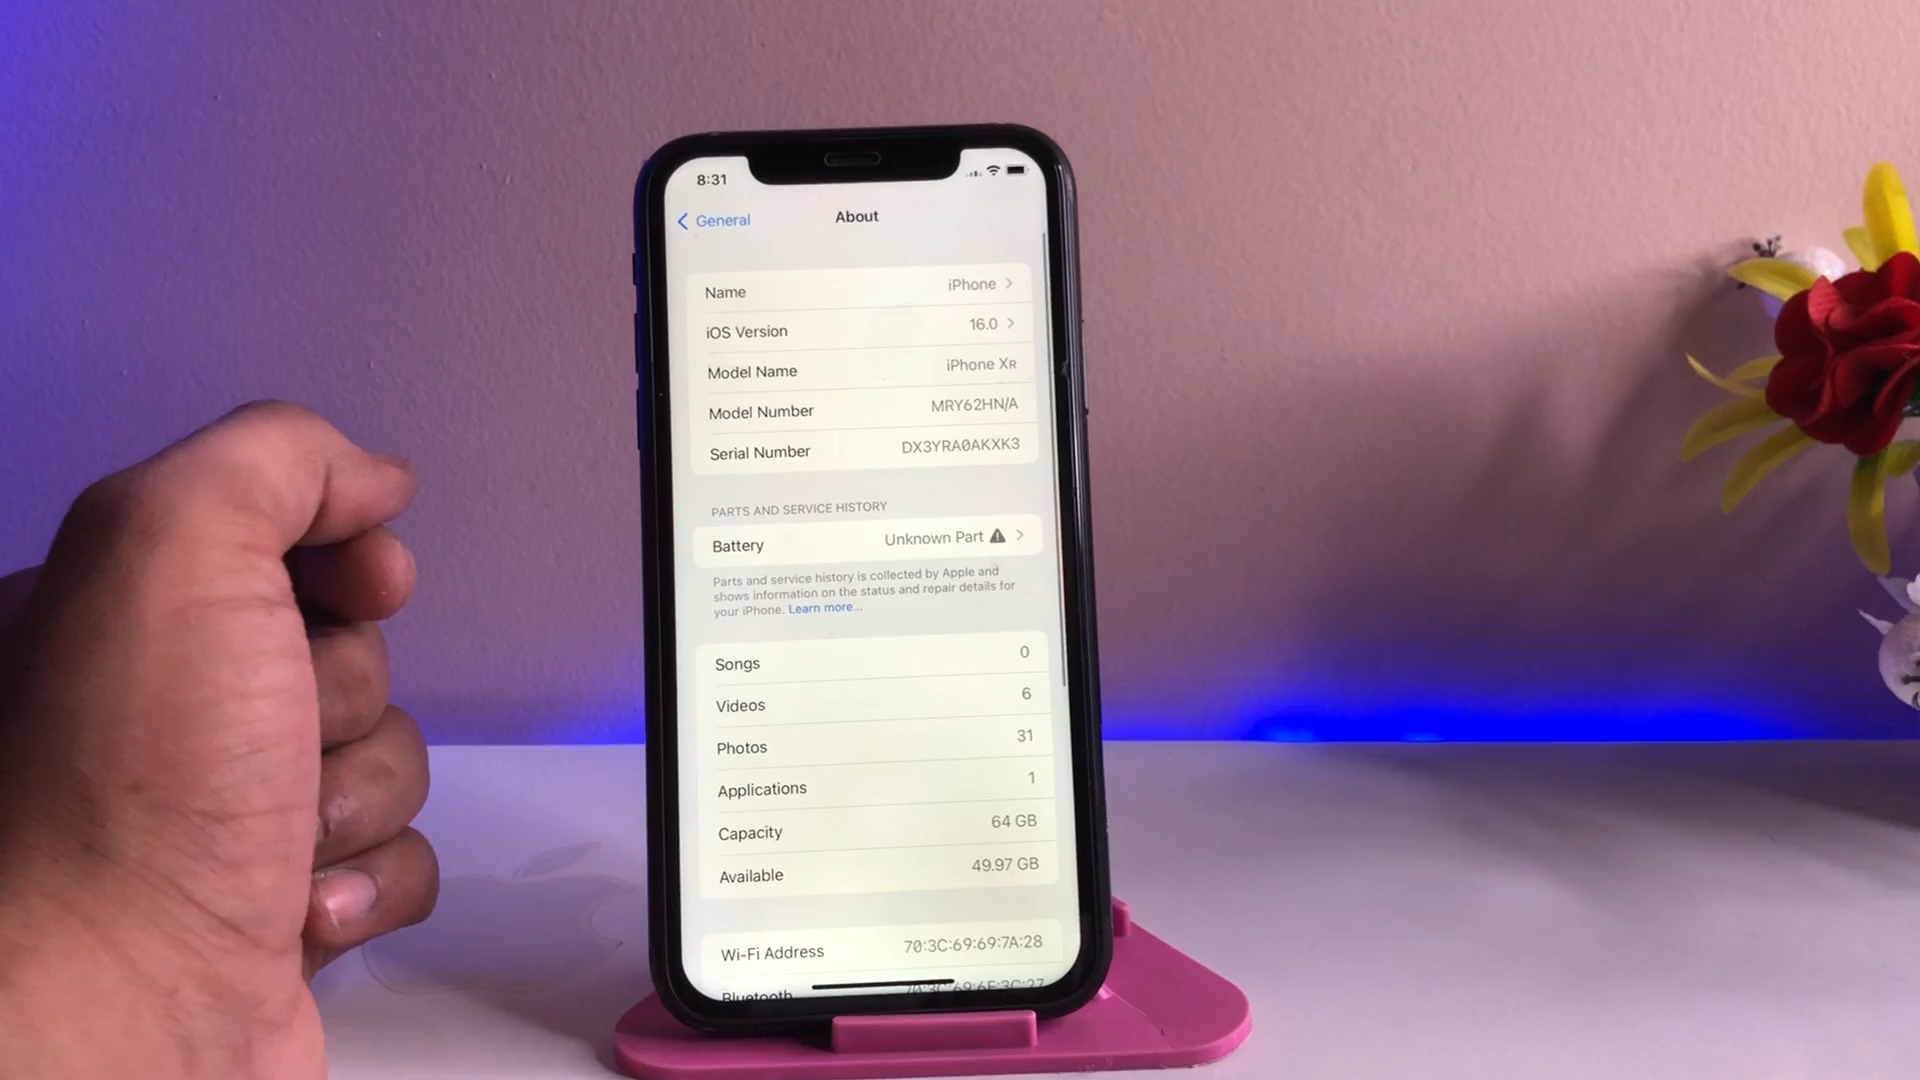 8:31
General
About
Name iPhone
iOS Version 16.0
Model Name iPhone XR
Model Number MRY62HN/A
Serial Number DX3YRA0AKXK3
PARTS AND SERVICE HISTORY
Battery Unknown Part
Parts and service history is collected by Apple and
shows information on the status and repair details for
your iPhone. Learn more...
Songs 0
Videos 6
Photos 31
Applications 1
Capacity 64 GB
Available 49.97 GB
Wi-Fi Address 70:3C:69:69:7A:28
Bluetooth